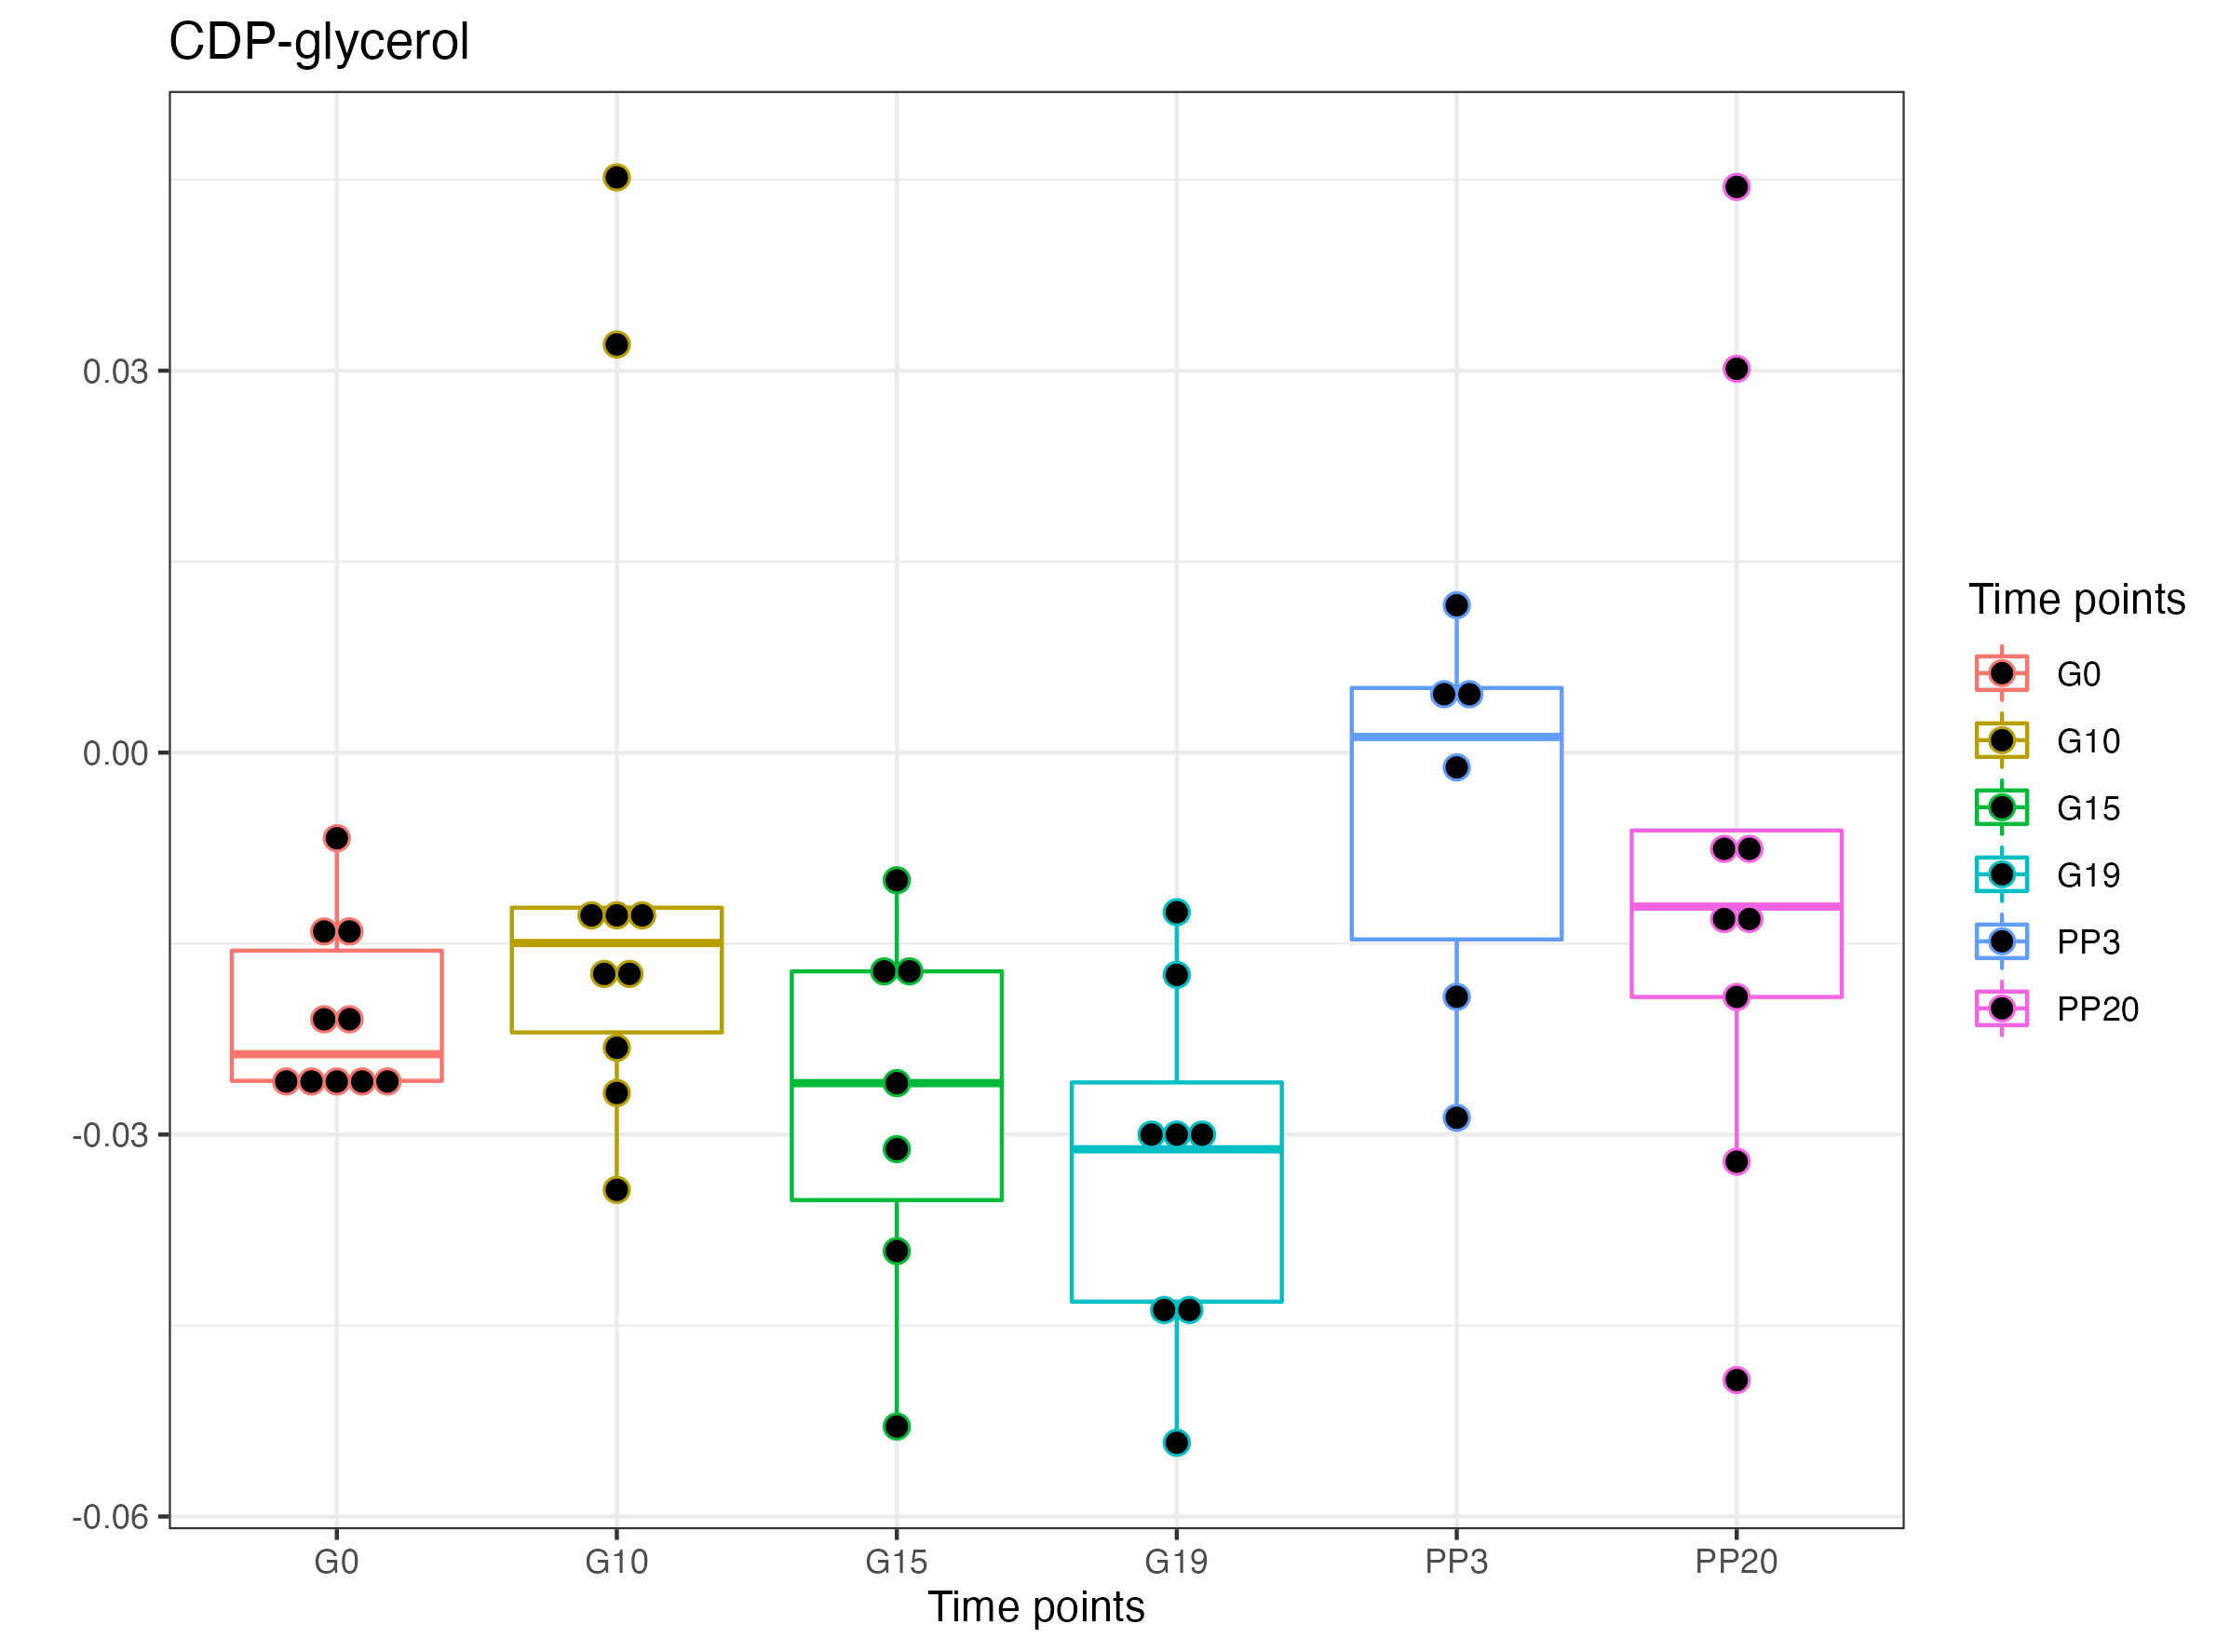 CDP-glycerol
0.03
0.00
-0.03
-0.06
G0 G10 G15 G19 PP3 PP20
Time points
Time points
G0
G10
G15
G19
PP3
PP20